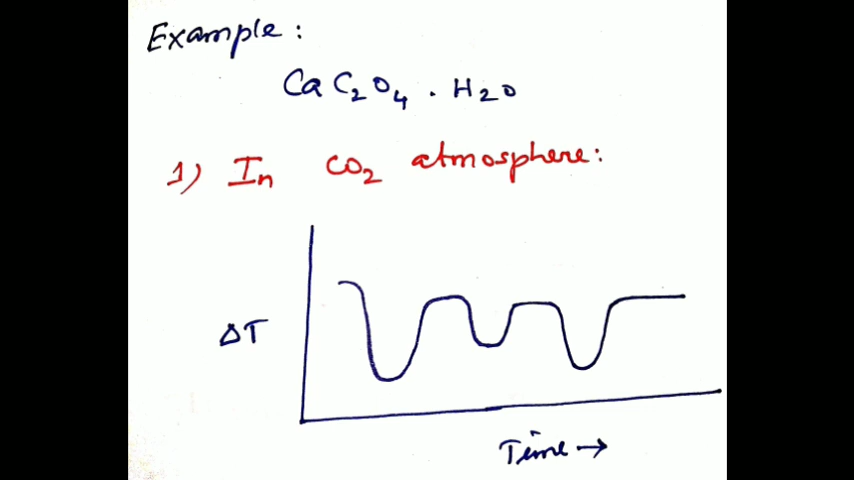 Example:
CaC₂O₄ . H₂O
1) In CO₂ atmosphere:
ΔT
Time →